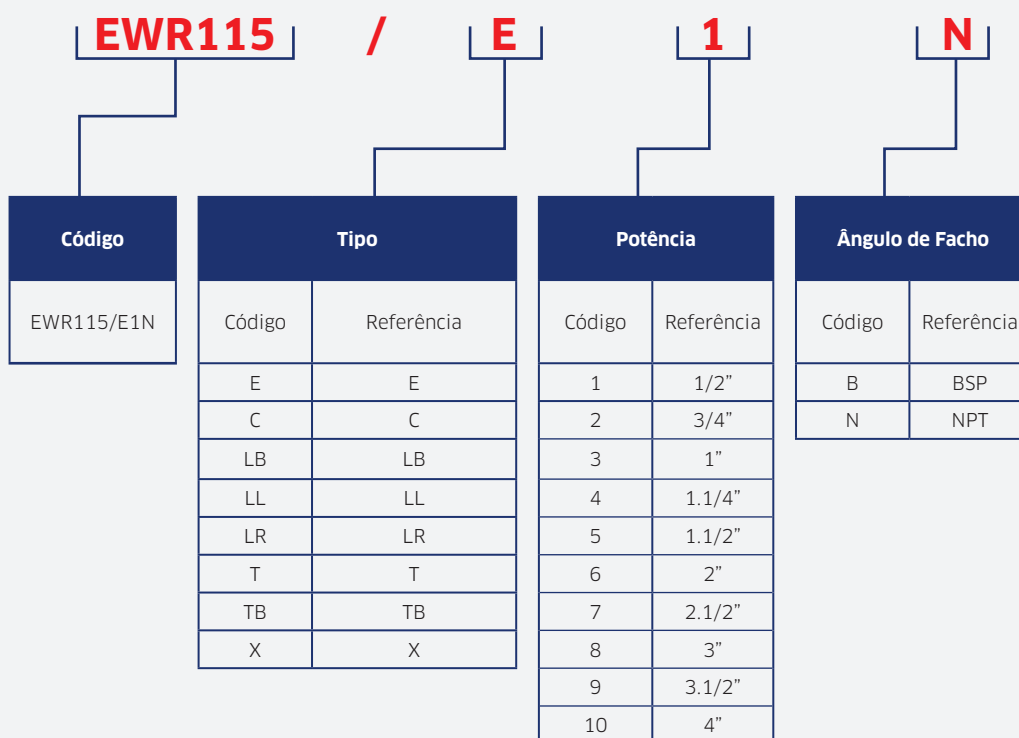 EWR115 / E 1 N
Código
EWR115/E1N
Tipo
Código Referência
E E
C C
LB LB
LL LL
LR LR
T T
TB TB
X X
Potência
Código Referência
1 1/2”
2 3/4”
3 1”
4 1.1/4”
5 1.1/2”
6 2”
7 2.1/2”
8 3”
9 3.1/2”
10 4”
Ângulo de Facho
Código Referência
B BSP
N NPT